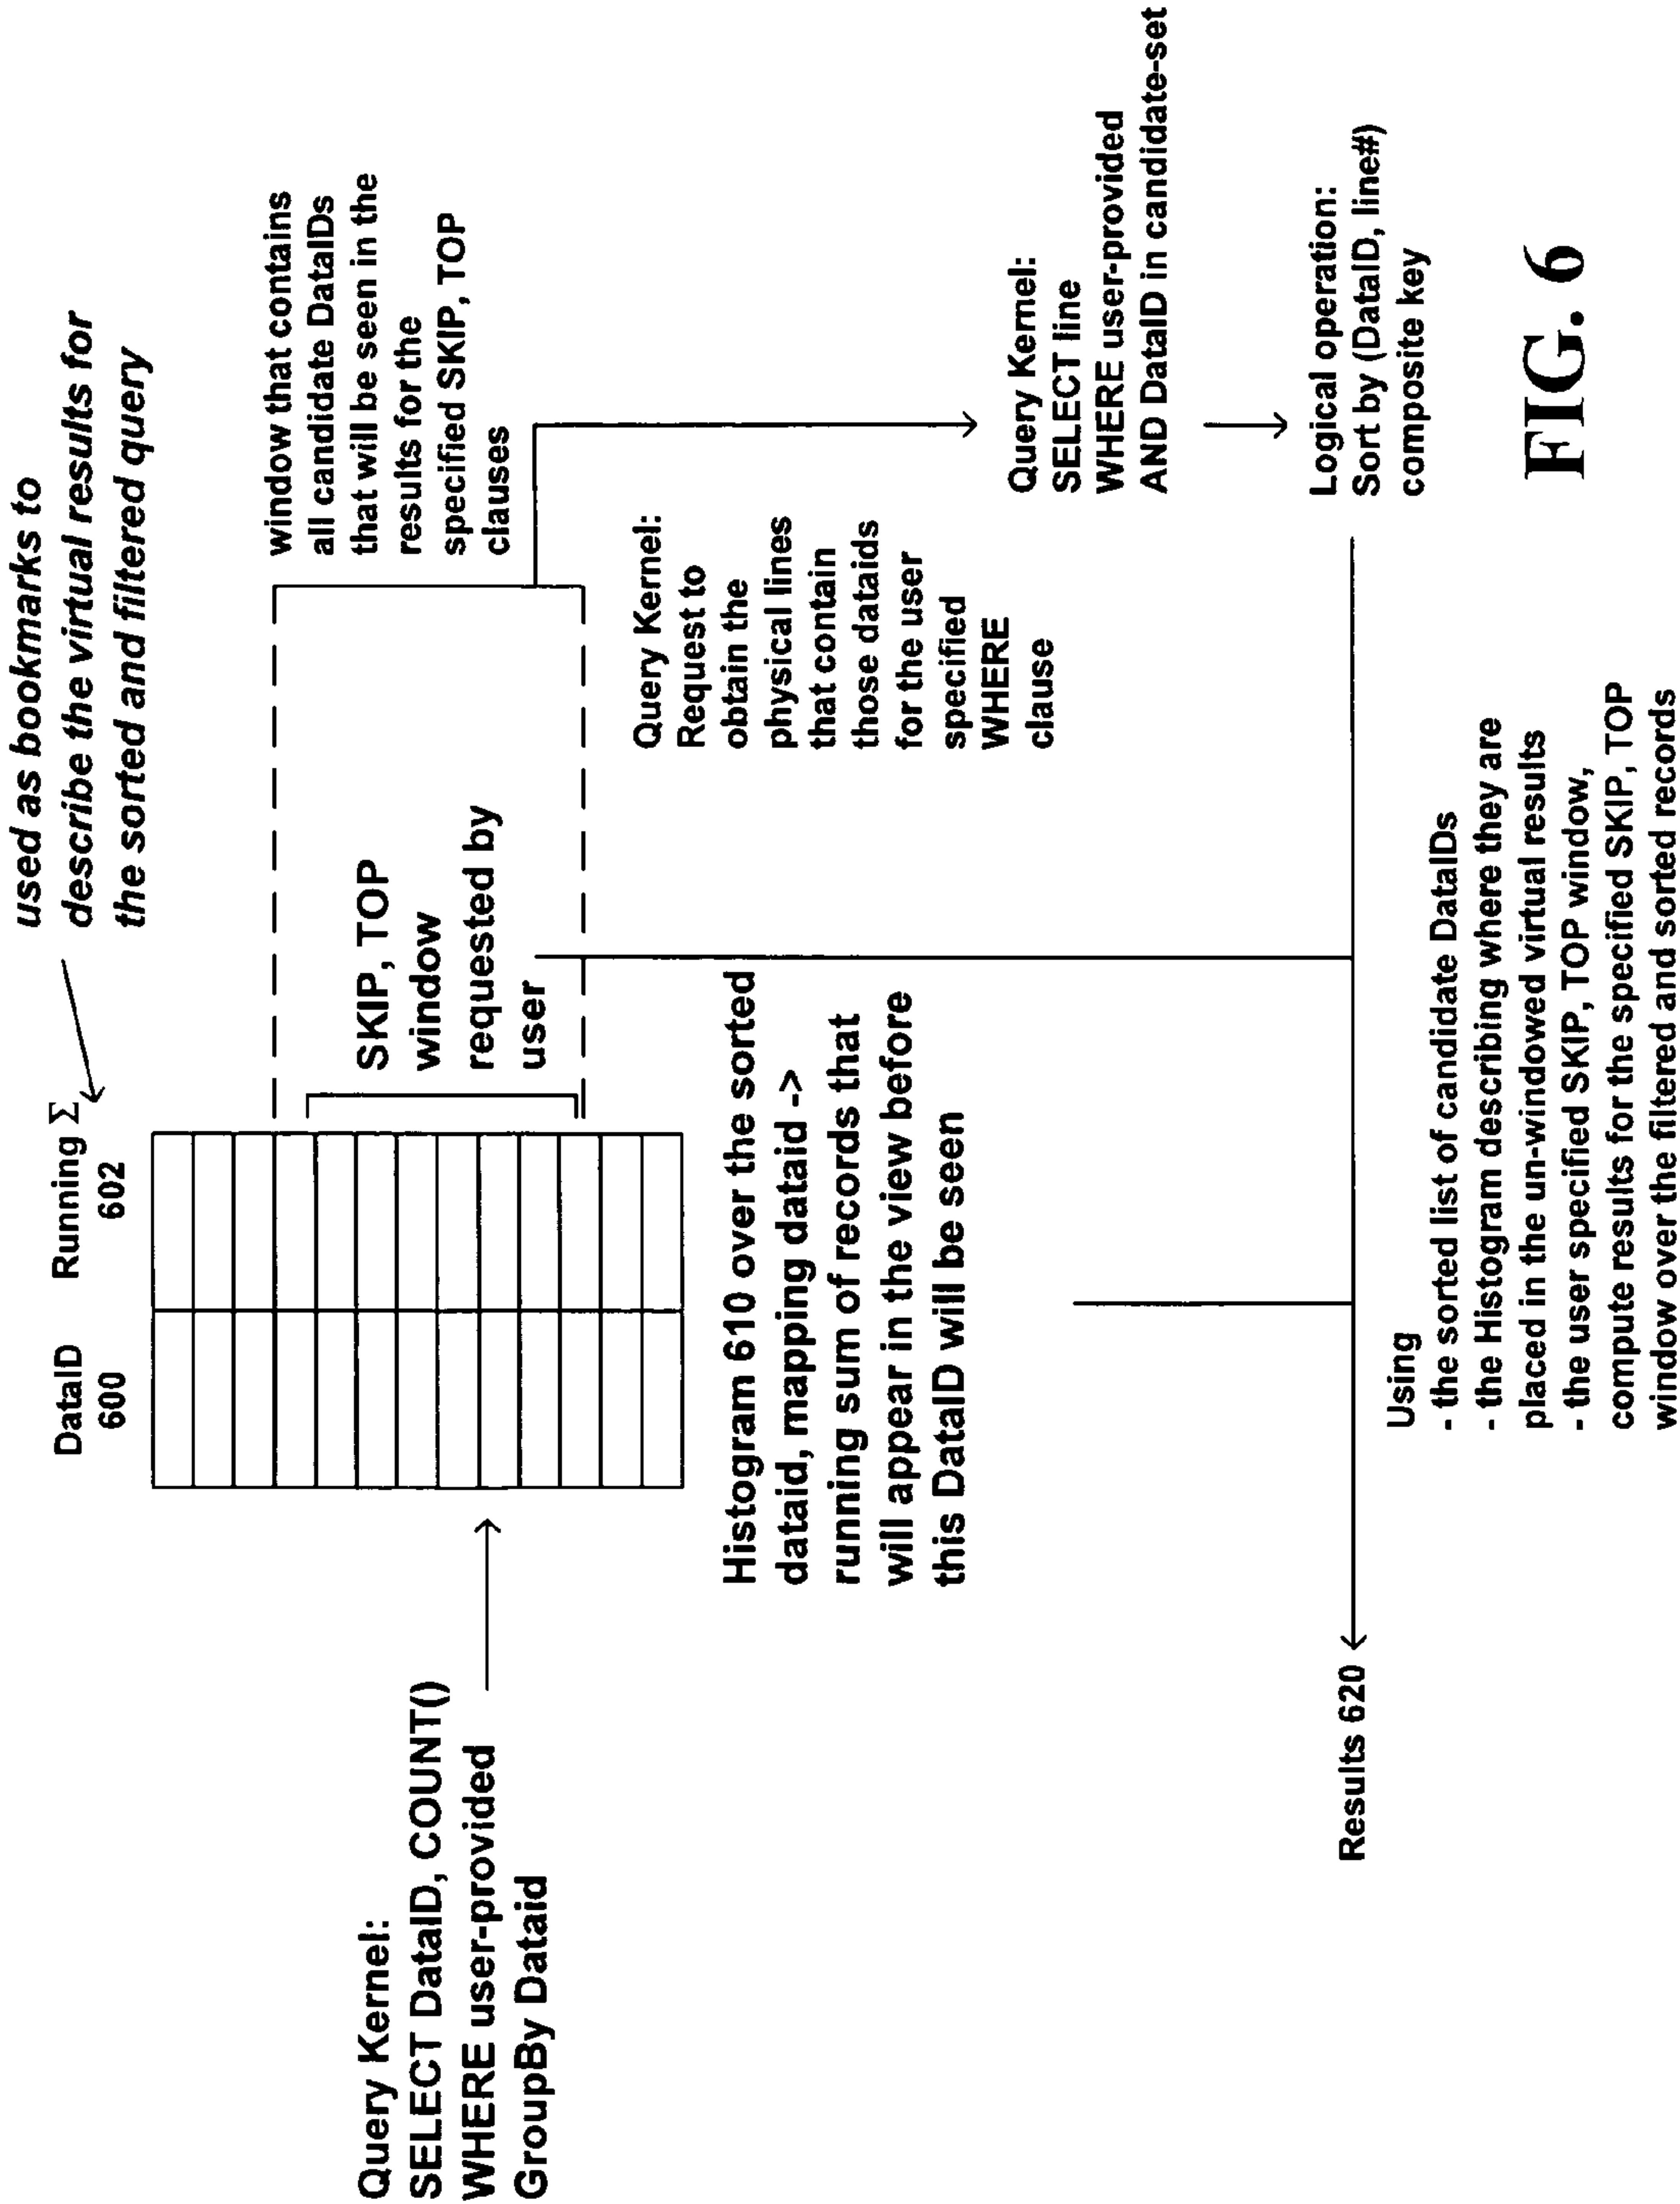 used as bookmarks to
describe the virtual results for
the sorted and filtered query
DataID
600
Running Σ
602
Query Kernel:
SELECT DataID, COUNT()
WHERE user-provided
GroupBy Dataid
SKIP, TOP
window
requested by
user
window that contains
all candidate DataIDs
that will be seen in the
results for the
specified SKIP, TOP
clauses
Histogram 610 over the sorted
dataid, mapping dataid ->
running sum of records that
will appear in the view before
this DataID will be seen
Query Kernel:
Request to
obtain the
physical lines
that contain
those dataids
for the user
specified
WHERE
clause
Query Kernel:
SELECT line
WHERE user-provided
AND DataID in candidate-set
Logical operation:
Sort by (DataID, line#)
composite key
Results 620
Using
- the sorted list of candidate DataIDs
- the Histogram describing where they are
placed in the un-windowed virtual results
- the user specified SKIP, TOP window,
compute results for the specified SKIP, TOP
window over the filtered and sorted records
FIG. 6